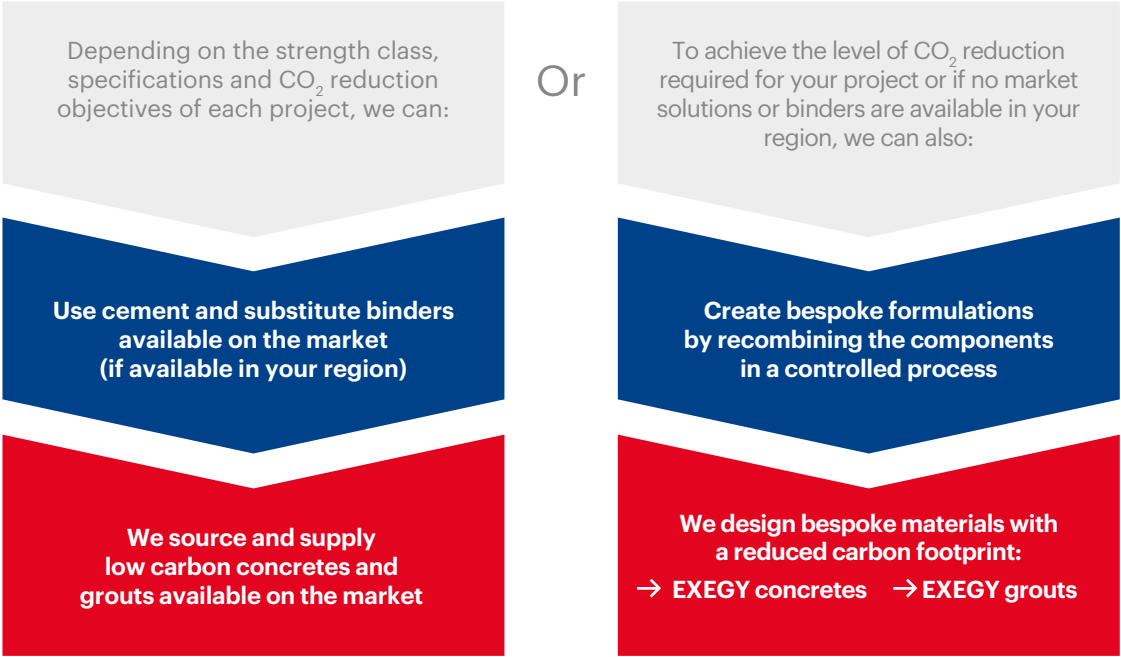 Depending on the strength class,
specifications and CO₂ reduction
objectives of each project, we can:
Use cement and substitute binders
available on the market
(if available in your region)
We source and supply
low carbon concretes and
grouts available on the market
Or
To achieve the level of CO₂ reduction
required for your project or if no market
solutions or binders are available in your
region, we can also:
Create bespoke formulations
by recombining the components
in a controlled process
We design bespoke materials with
a reduced carbon footprint:
→ EXEGY concretes → EXEGY grouts